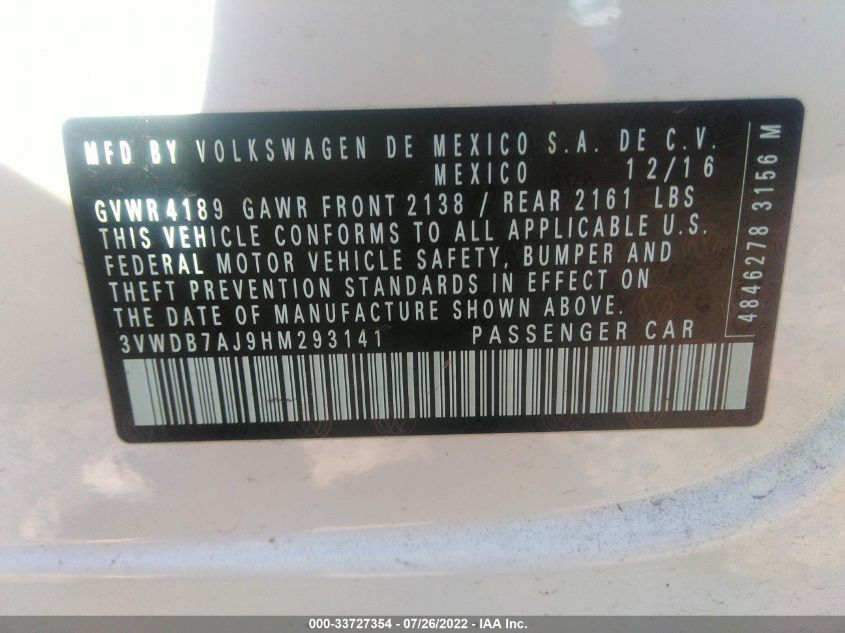 MFD BY VOLKSWAGEN DE MEXICO S.A. DE C.V.
MEXICO 12/16
GVWR4189 GAWR FRONT 2138 / REAR 2161 LBS
THIS VEHICLE CONFORMS TO ALL APPLICABLE U.S.
FEDERAL MOTOR VEHICLE SAFETY, BUMPER AND
THEFT PREVENTION STANDARDS IN EFFECT ON
THE DATE OF MANUFACTURE SHOWN ABOVE.
3VWDB7AJ9HM293141 PASSENGER CAR
4846278 3156 M
000-33727354 - 07/26/2022 - IAA Inc.